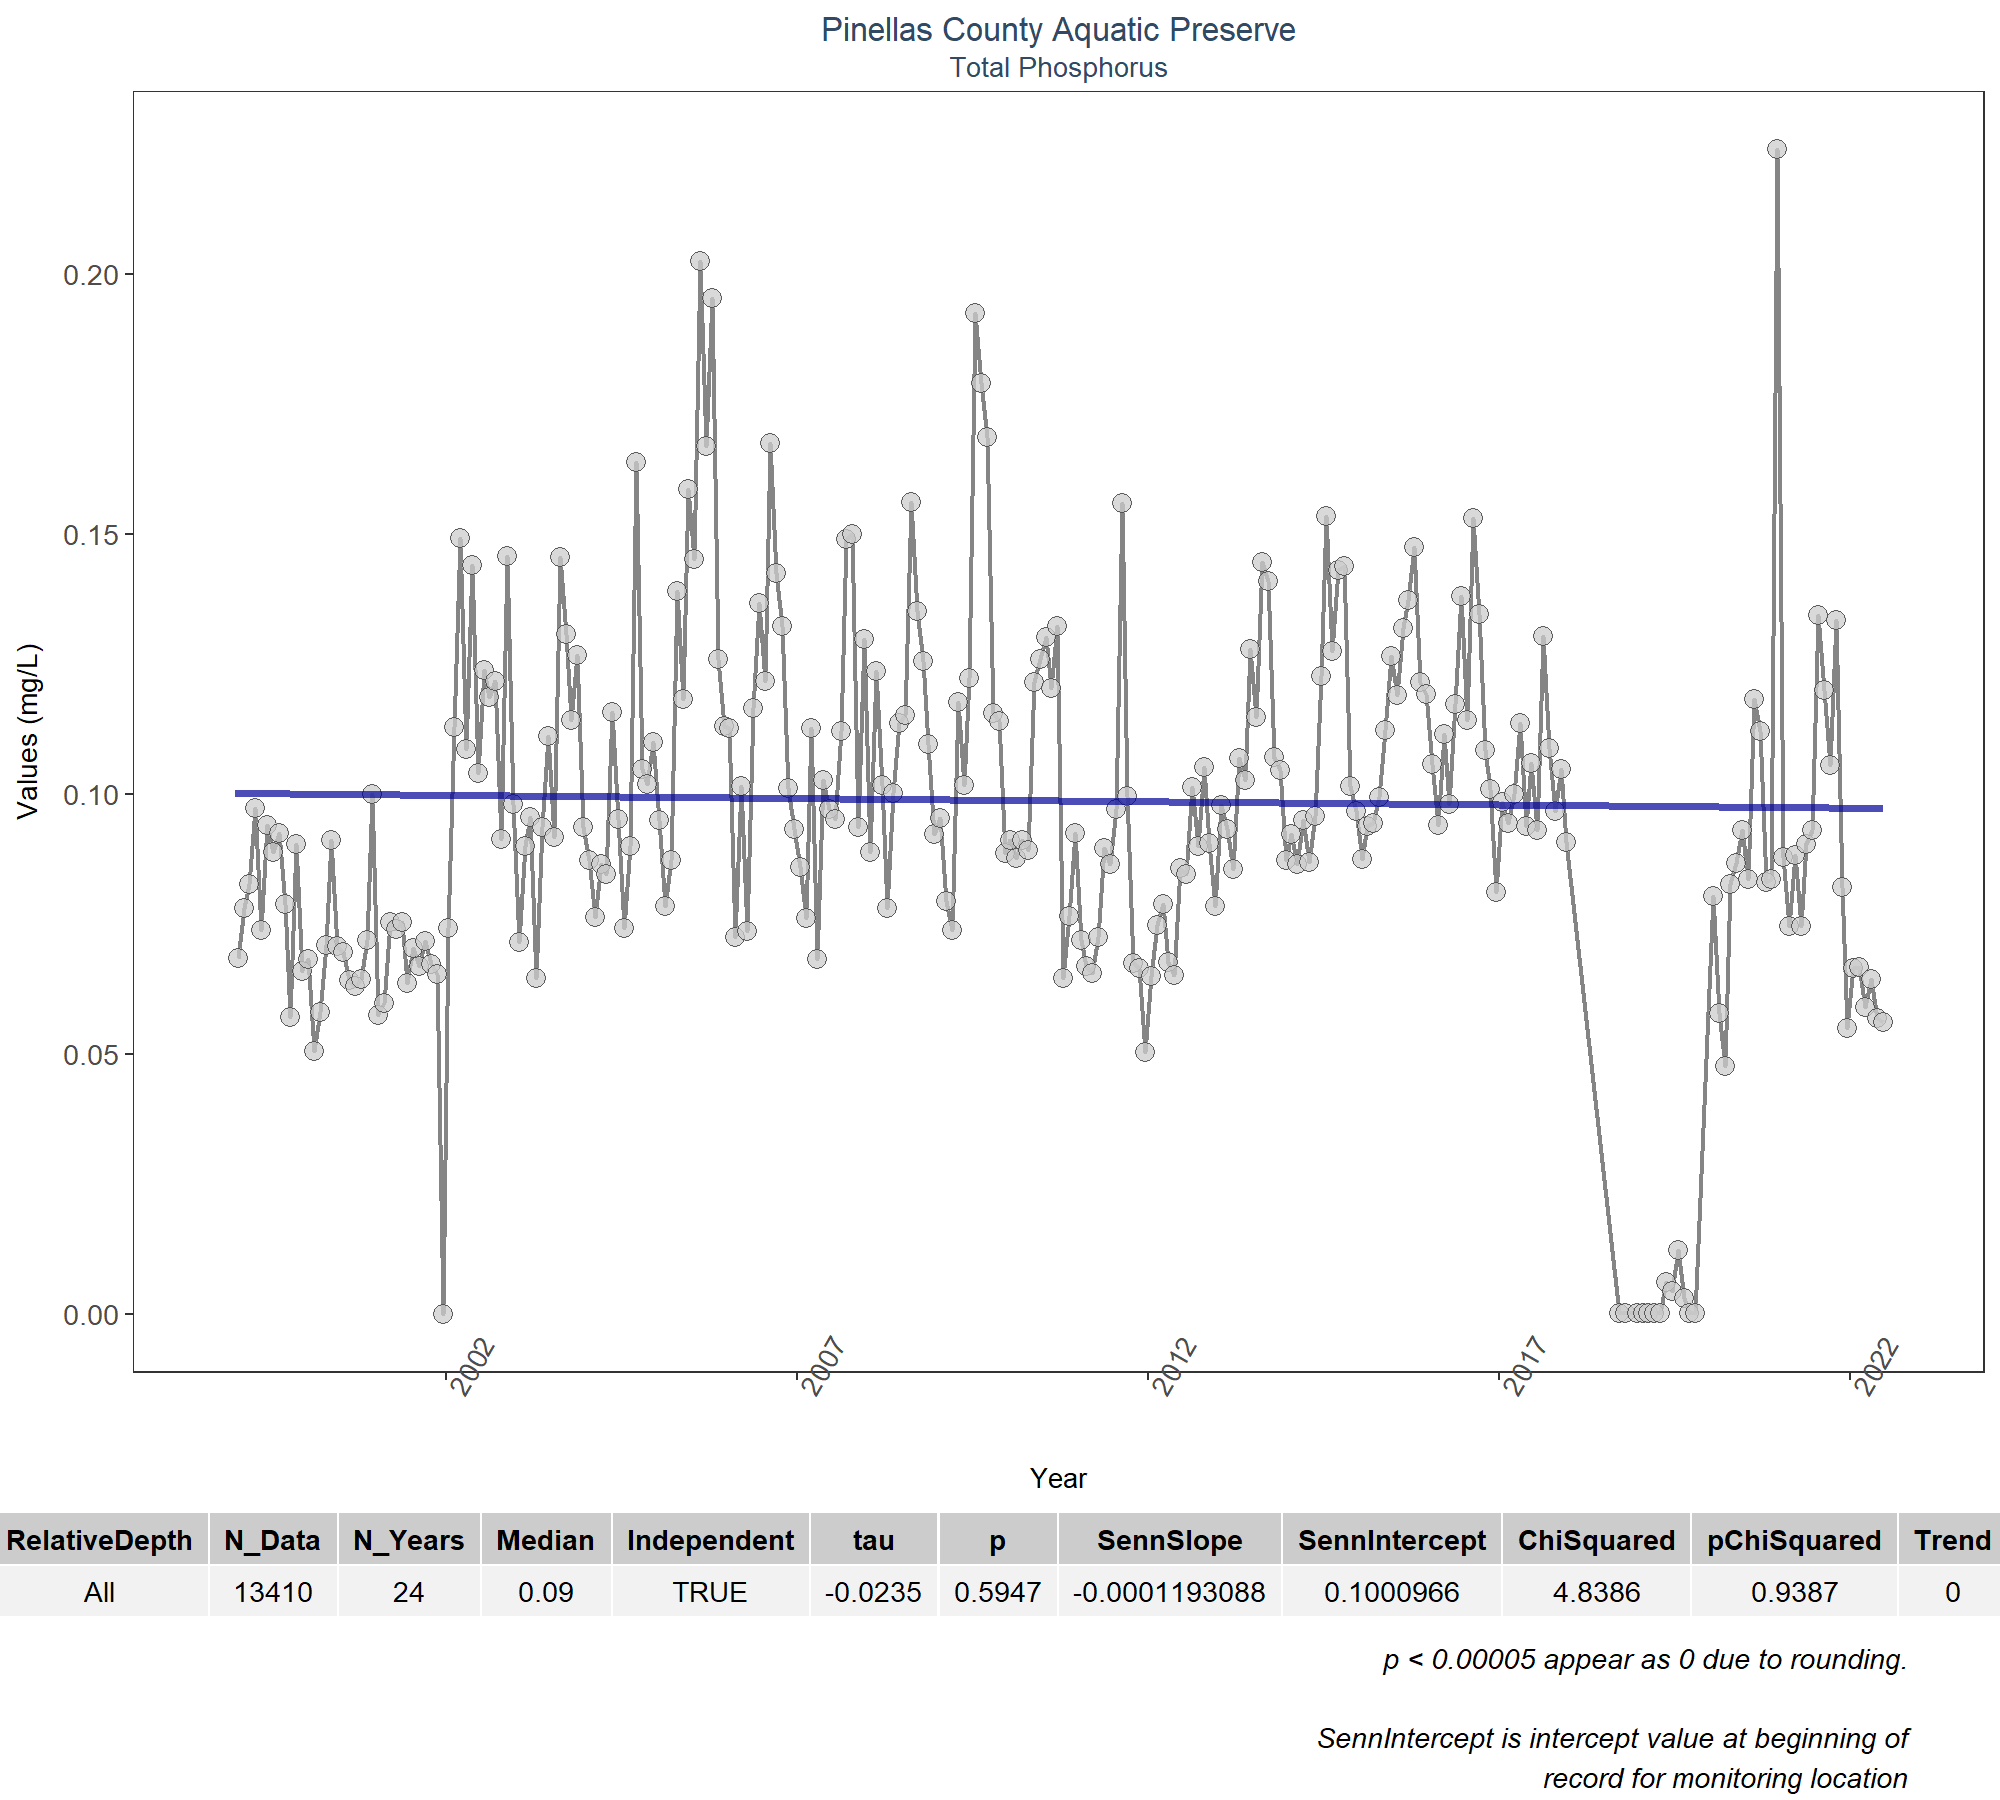 Pinellas County Aquatic Preserve
Total Phosphorus
Values (mg/L)
0.20
0.15
0.10
0.05
0.00
2002 2007 2012 2017 2022
Year
RelativeDepth N_Data N_Years Median Independent tau p SennSlope SennIntercept ChiSquared pChiSquared Trend
All 13410 24 0.09 TRUE -0.0235 0.5947 -0.0001193088 0.1000966 4.8386 0.9387 0
p < 0.00005 appear as 0 due to rounding.
SennIntercept is intercept value at beginning of
record for monitoring location